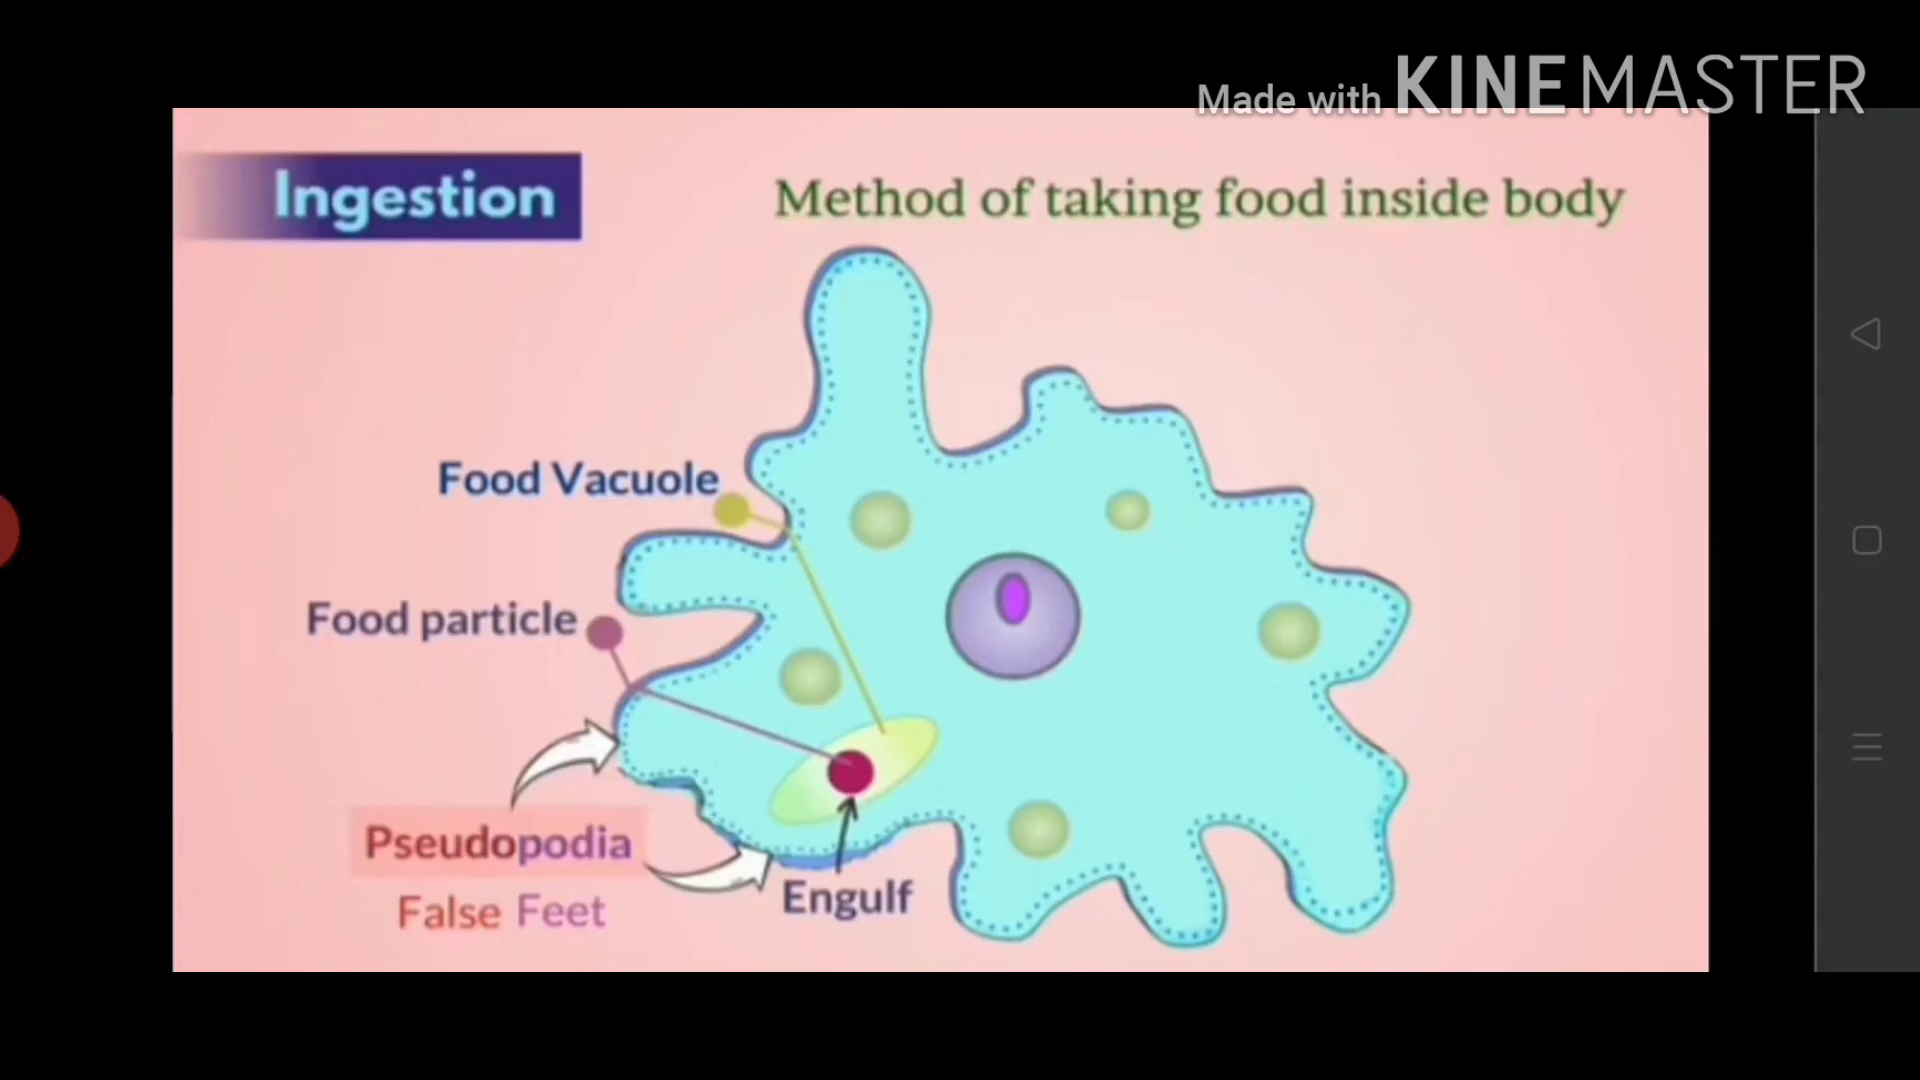 Made with KINEMASTER
Ingestion
Method of taking food inside body
Food Vacuole
Food particle
Pseudopodia
False Feet
Engulf